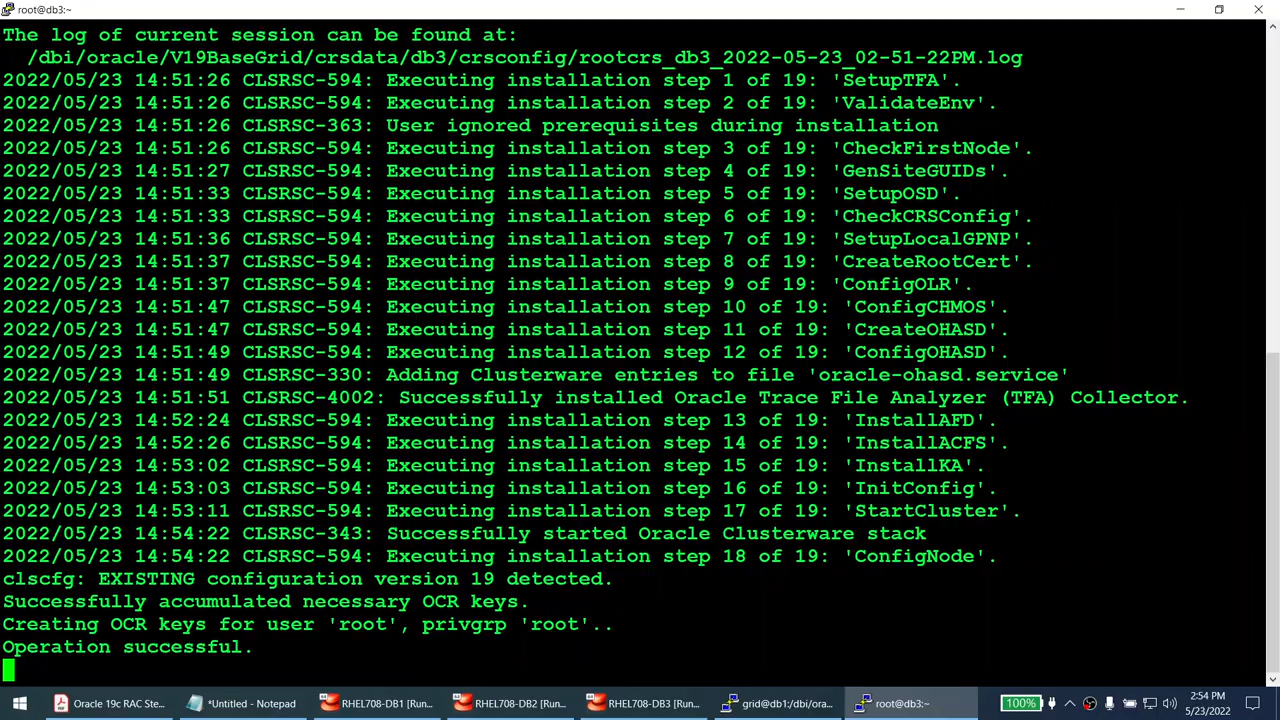 root@db3:~
The log of current session can be found at:
/dbi/oracle/V19BaseGrid/crsdata/db3/crsconfig/rootcrs_db3_2022-05-23_02-51-22PM.log
2022/05/23 14:51:26 CLSRSC-594: Executing installation step 1 of 19: 'SetupTFA'.
2022/05/23 14:51:26 CLSRSC-594: Executing installation step 2 of 19: 'ValidateEnv'.
2022/05/23 14:51:26 CLSRSC-363: User ignored prerequisites during installation
2022/05/23 14:51:26 CLSRSC-594: Executing installation step 3 of 19: 'CheckFirstNode'.
2022/05/23 14:51:27 CLSRSC-594: Executing installation step 4 of 19: 'GenSiteGUIDs'.
2022/05/23 14:51:33 CLSRSC-594: Executing installation step 5 of 19: 'SetupOSD'.
2022/05/23 14:51:33 CLSRSC-594: Executing installation step 6 of 19: 'CheckCRSConfig'.
2022/05/23 14:51:36 CLSRSC-594: Executing installation step 7 of 19: 'SetupLocalGPNP'.
2022/05/23 14:51:37 CLSRSC-594: Executing installation step 8 of 19: 'CreateRootCert'.
2022/05/23 14:51:37 CLSRSC-594: Executing installation step 9 of 19: 'ConfigOLR'.
2022/05/23 14:51:47 CLSRSC-594: Executing installation step 10 of 19: 'ConfigCHMOS'.
2022/05/23 14:51:47 CLSRSC-594: Executing installation step 11 of 19: 'CreateOHASD'.
2022/05/23 14:51:49 CLSRSC-594: Executing installation step 12 of 19: 'ConfigOHASD'.
2022/05/23 14:51:49 CLSRSC-330: Adding Clusterware entries to file 'oracle-ohasd.service'
2022/05/23 14:51:51 CLSRSC-4002: Successfully installed Oracle Trace File Analyzer (TFA) Collector.
2022/05/23 14:52:24 CLSRSC-594: Executing installation step 13 of 19: 'InstallAFD'.
2022/05/23 14:52:26 CLSRSC-594: Executing installation step 14 of 19: 'InstallACFS'.
2022/05/23 14:53:02 CLSRSC-594: Executing installation step 15 of 19: 'InstallKA'.
2022/05/23 14:53:03 CLSRSC-594: Executing installation step 16 of 19: 'InitConfig'.
2022/05/23 14:53:11 CLSRSC-594: Executing installation step 17 of 19: 'StartCluster'.
2022/05/23 14:54:22 CLSRSC-343: Successfully started Oracle Clusterware stack
2022/05/23 14:54:22 CLSRSC-594: Executing installation step 18 of 19: 'ConfigNode'.
clscfg: EXISTING configuration version 19 detected.
Successfully accumulated necessary OCR keys.
Creating OCR keys for user 'root', privgrp 'root'..
Operation successful.
Oracle 19c RAC Ste...
*Untitled - Notepad
RHEL708-DB1 [Run...
RHEL708-DB2 [Run...
RHEL708-DB3 [Run...
grid@db1:/dbi/ora...
root@db3:~
100%
2:54 PM
5/23/2022